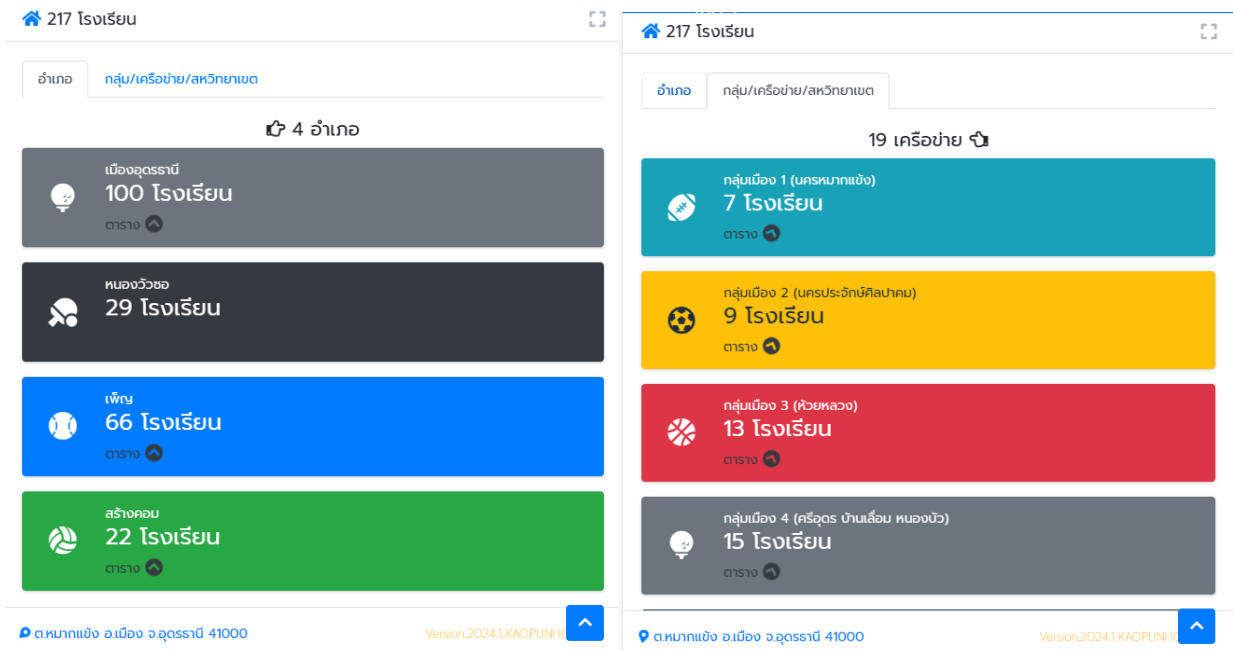 217 โรงเรียน
อำเภอ กลุ่ม/เครือข่าย/สหวิทยาเขต
4 อำเภอ
เมืองอุดรธานี
100 โรงเรียน
ตาราง
หนองวัวซอ
29 โรงเรียน
เพ็ญ
66 โรงเรียน
ตาราง
สร้างคอม
22 โรงเรียน
ตาราง
ต.หมากแข้ง อ.เมือง จ.อุดรธานี 41000 Version.2024.1.KAOPUNH
217 โรงเรียน
อำเภอ กลุ่ม/เครือข่าย/สหวิทยาเขต
19 เครือข่าย
กลุ่มเมือง 1 (นครหมากแข้ง)
7 โรงเรียน
ตาราง
กลุ่มเมือง 2 (นครประจักษ์ศิลปาคม)
9 โรงเรียน
ตาราง
กลุ่มเมือง 3 (ห้วยหลวง)
13 โรงเรียน
ตาราง
กลุ่มเมือง 4 (ศรีอุดร บ้านเลื่อม หนองบัว)
15 โรงเรียน
ตาราง
ต.หมากแข้ง อ.เมือง จ.อุดรธานี 41000 Version.2024.1.KAOPUNH